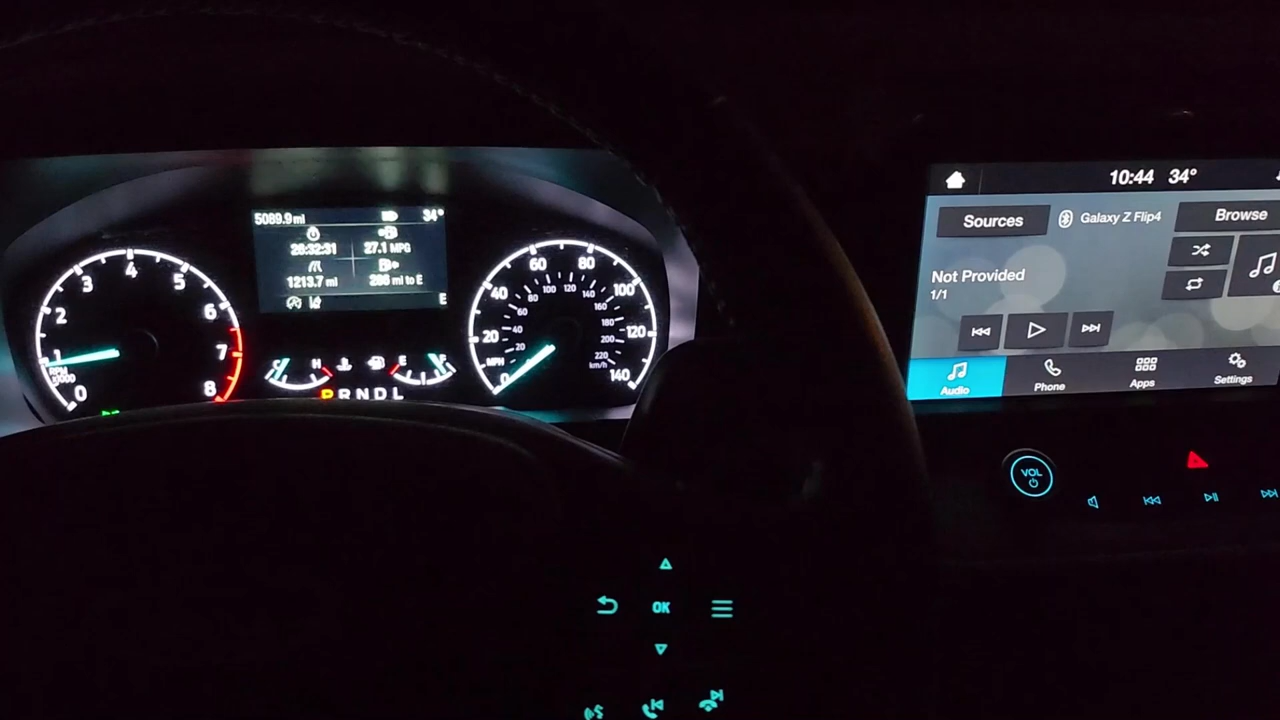 5089.9 mi
34°
26:32:31
27.1 MPG
1213.7 mi
286 mi to E
E
0
1
2
3
4
5
6
7
8
RPM
x1000
H
E
F
P R N D L
0
20
40
60
80
100
120
140
MPH
20
40
60
80
100
120
140
160
180
200
220
km/h
10:44 34°
Sources
Galaxy Z Flip4
Browse
Not Provided
1/1
Audio
Phone
Apps
Settings
VOL
OK